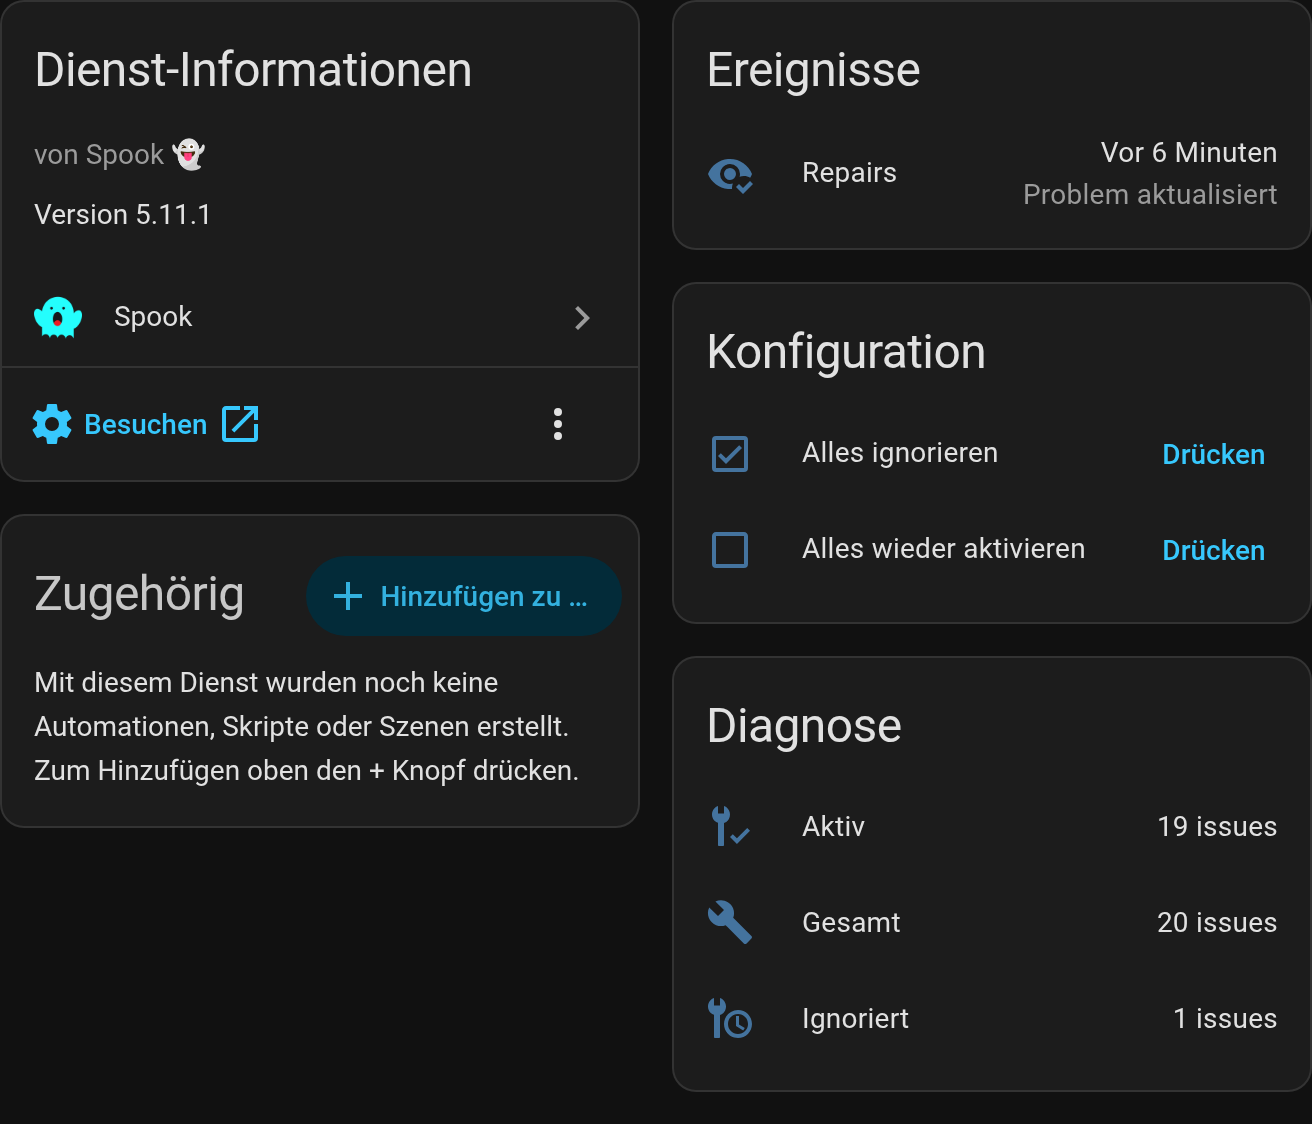 Dienst-Informationen
von Spook 👻
Version 5.11.1
Spook
Besuchen
Zugehörig
Hinzufügen zu ...
Mit diesem Dienst wurden noch keine
Automationen, Skripte oder Szenen erstellt.
Zum Hinzufügen oben den + Knopf drücken.
Ereignisse
Repairs
Vor 6 Minuten
Problem aktualisiert
Konfiguration
Alles ignorieren Drücken
Alles wieder aktivieren Drücken
Diagnose
Aktiv 19 issues
Gesamt 20 issues
Ignoriert 1 issues